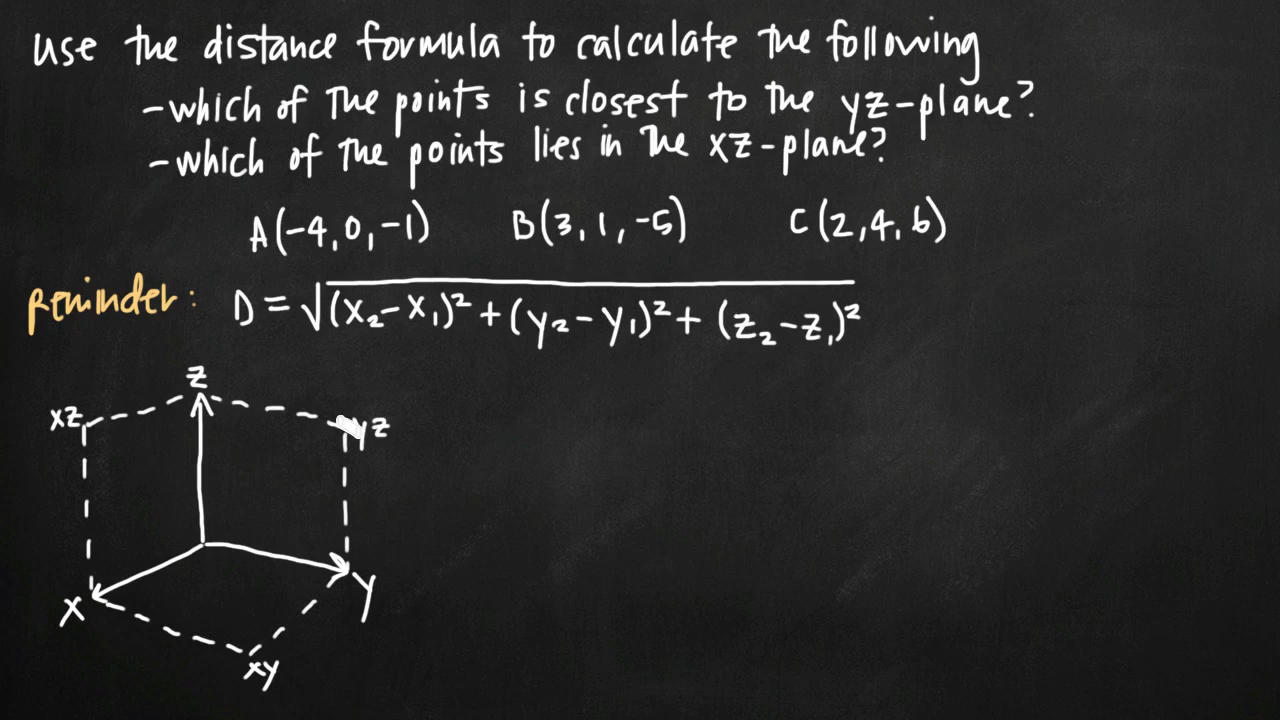 use the distance formula to calculate the following
-which of the points is closest to the yz-plane?
-which of the points lies in the xz-plane?
A(-4,0,-1) B(3,1,-5) C(2,4,6)
reminder: D = √(x₂-x₁)² + (y₂-y₁)² + (z₂-z₁)²
z
xz
yz
x
y
xy